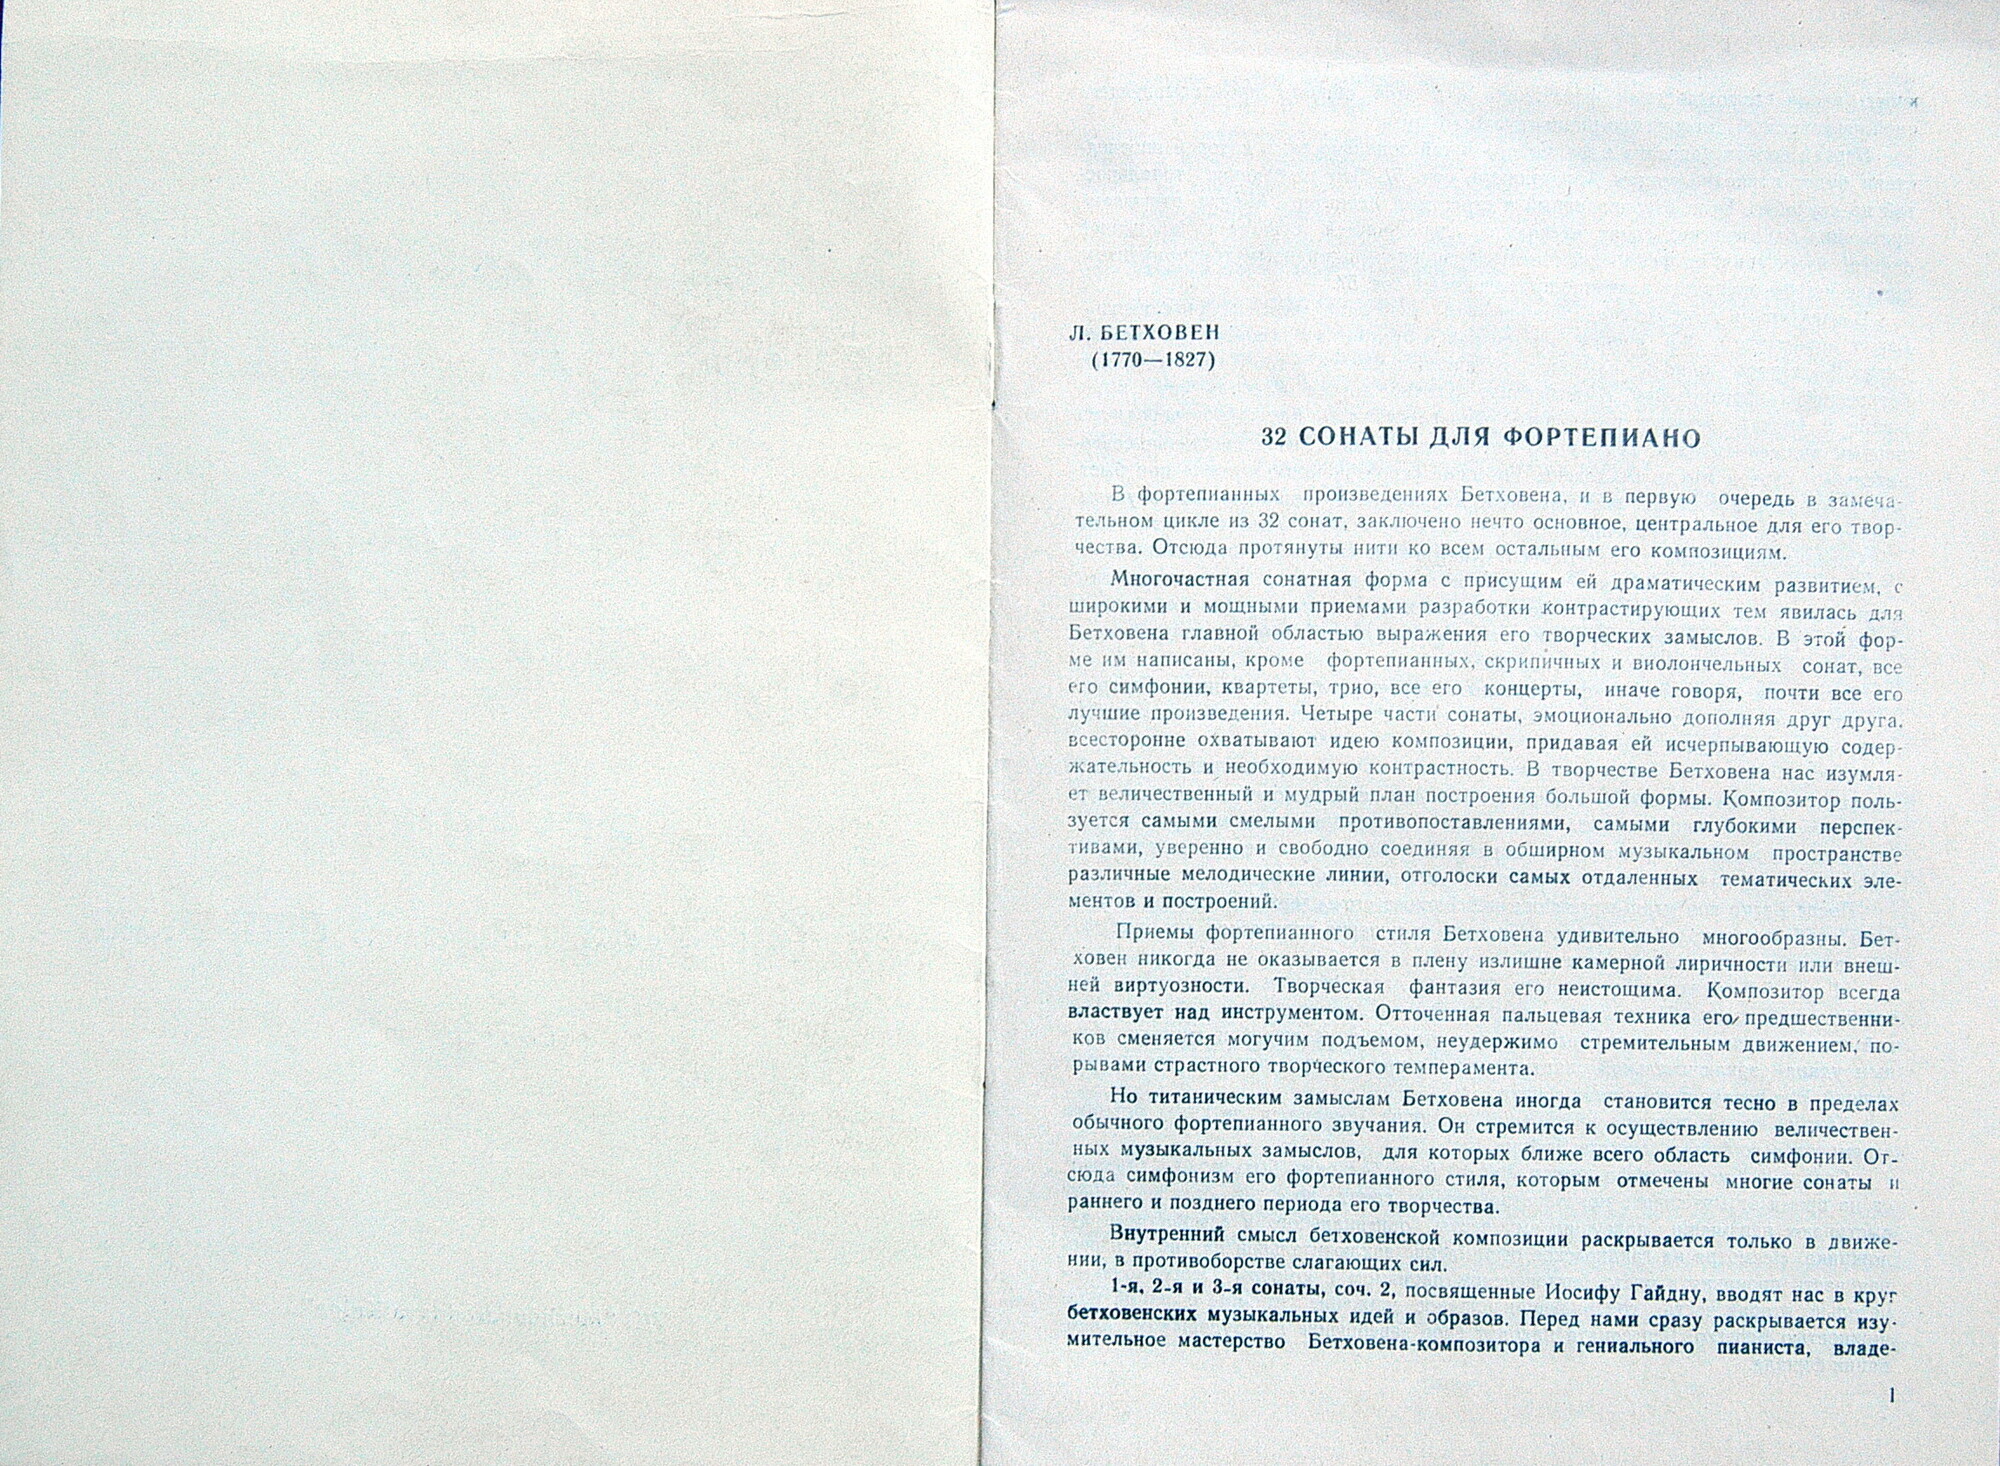 Л. БЕТХОВЕН
(1770—1827)
32 СОНАТЫ ДЛЯ ФОРТЕПИАНО
В фортепианных произведениях Бетховена, и в первую очередь в замеча-
тельном цикле из 32 сонат, заключено нечто основное, центральное для его твор-
чества. Отсюда протянуты нити ко всем остальным его композициям.
Многочастная сонатная форма с присущим ей драматическим развитием, с
широкими и мощными приемами разработки контрастирующих тем явилась для
Бетховена главной областью выражения его творческих замыслов. В этой фор-
ме им написаны, кроме фортепианных, скрипичных и виолончельных сонат, все
его симфонии, квартеты, трио, все его концерты, иначе говоря, почти все его
лучшие произведения. Четыре части сонаты, эмоционально дополняя друг друга,
всесторонне охватывают идею композиции, придавая ей исчерпывающую содер-
жательность и необходимую контрастность. В творчестве Бетховена нас изумля-
ет величественный и мудрый план построения большой формы. Композитор поль-
зуется самыми смелыми противопоставлениями, самыми глубокими перспек-
тивами, уверенно и свободно соединяя в обширном музыкальном пространстве
различные мелодические линии, отголоски самых отдаленных тематических эле-
ментов и построений.
Приемы фортепианного стиля Бетховена удивительно многообразны. Бет-
ховен никогда не оказывается в плену излишне камерной лиричности или внеш-
ней виртуозности. Творческая фантазия его неистощима. Композитор всегда
властвует над инструментом. Отточенная пальцевая техника его предшественни-
ков сменяется могучим подъемом, неудержимо стремительным движением, по-
рывами страстного творческого темперамента.
Но титаническим замыслам Бетховена иногда становится тесно в пределах
обычного фортепианного звучания. Он стремится к осуществлению величествен-
ных музыкальных замыслов, для которых ближе всего область симфонии. От-
сюда симфонизм его фортепианного стиля, которым отмечены многие сонаты и
раннего и позднего периода его творчества.
Внутренний смысл бетховенской композиции раскрывается только в движе-
нии, в противоборстве слагающих сил.
1-я, 2-я и 3-я сонаты, соч. 2, посвященные Иосифу Гайдну, вводят нас в круг
бетховенских музыкальных идей и образов. Перед нами сразу раскрывается изу-
мительное мастерство Бетховена-композитора и гениального пианиста, владе-
1